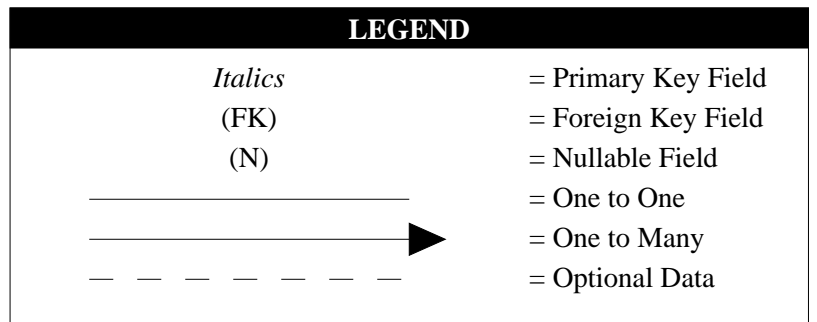 LEGEND
Italics = Primary Key Field
(FK) = Foreign Key Field
(N) = Nullable Field
= One to One
= One to Many
= Optional Data